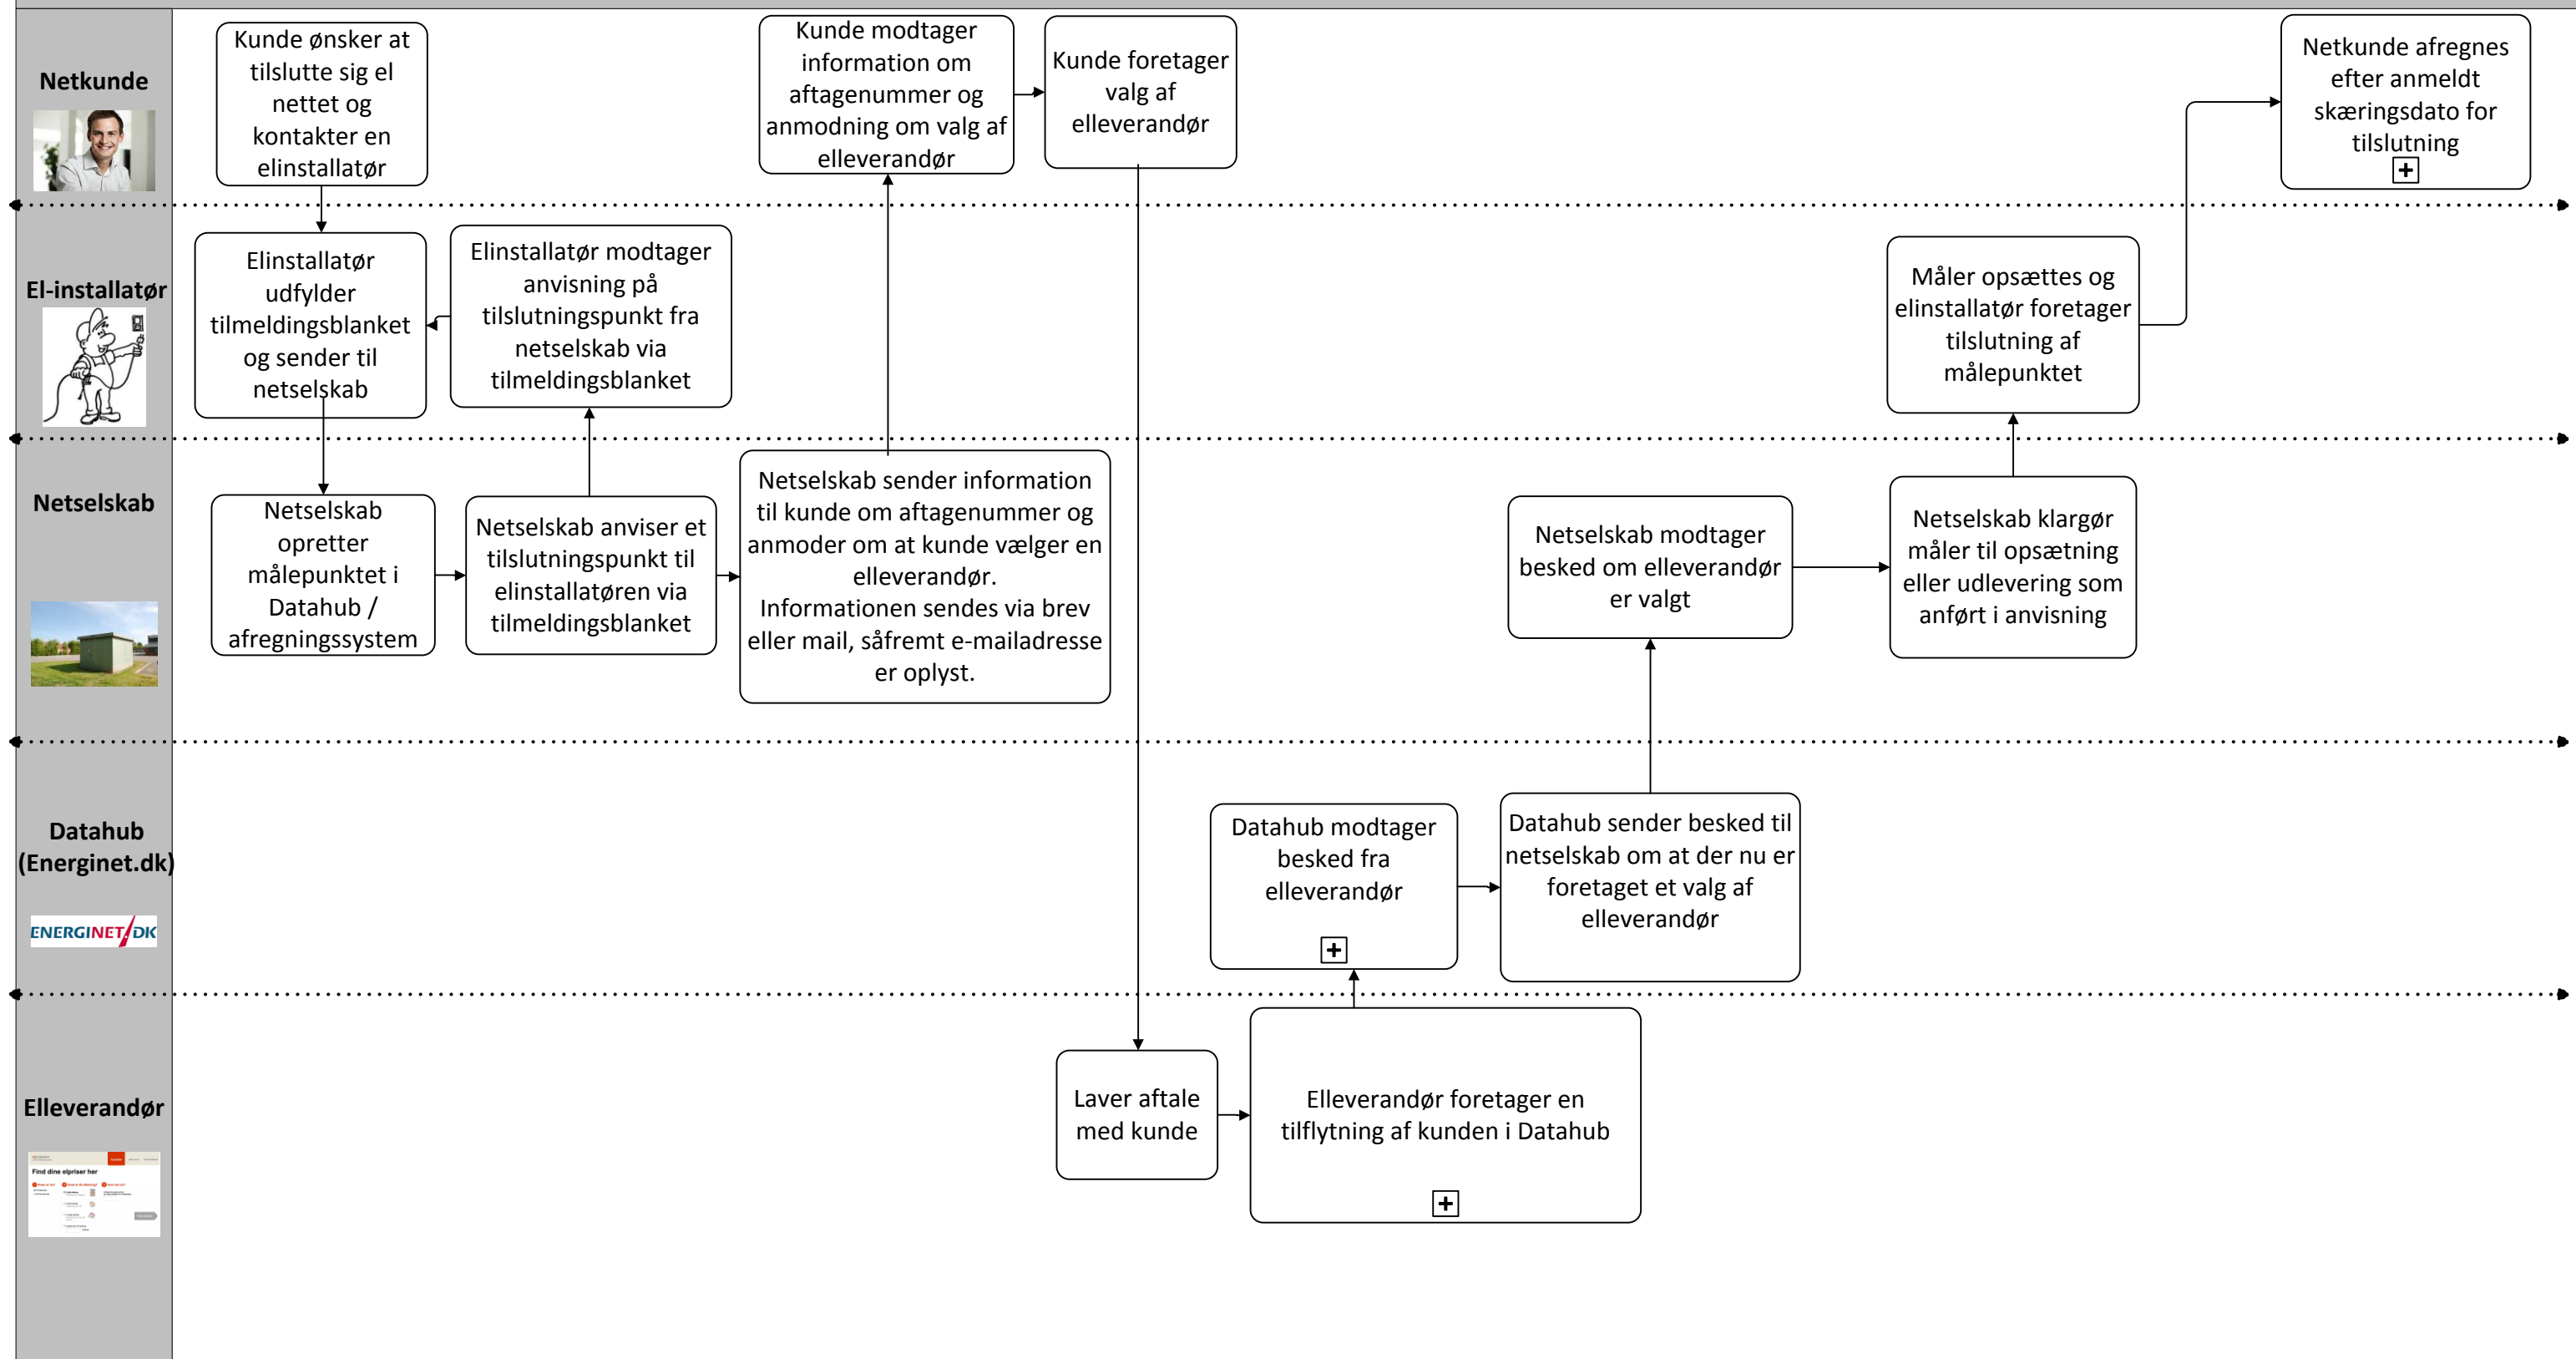 Netkunde
Kunde ønsker at
tilslutte sig el
nettet og
kontakter en
elinstallatør
Kunde modtager
information om
aftagenummer og
anmodning om valg af
elleverandør
Kunde foretager
valg af
elleverandør
Netkunde afregnes
efter anmeldt
skæringsdato for
tilslutning
El-installatør
Elinstallatør
udfylder
tilmeldingsblanket
og sender til
netselskab
Elinstallatør modtager
anvisning på
tilslutningspunkt fra
netselskab via
tilmeldingsblanket
Måler opsættes og
elinstallatør foretager
tilslutning af
målepunktet
Netselskab
Netselskab
opretter
målepunktet i
Datahub /
afregningssystem
Netselskab anviser et
tilslutningspunkt til
elinstallatøren via
tilmeldingsblanket
Netselskab sender information
til kunde om aftagenummer og
anmoder om at kunde vælger en
elleverandør.
Informationen sendes via brev
eller mail, såfremt e-mailadresse
er oplyst.
Netselskab modtager
besked om elleverandør
er valgt
Netselskab klargør
måler til opsætning
eller udlevering som
anført i anvisning
Datahub
(Energinet.dk)
ENERGINET/DK
Datahub modtager
besked fra
elleverandør
Datahub sender besked til
netselskab om at der nu er
foretaget et valg af
elleverandør
Elleverandør
Find dine elpriser her
Laver aftale
med kunde
Elleverandør foretager en
tilflytning af kunden i Datahub